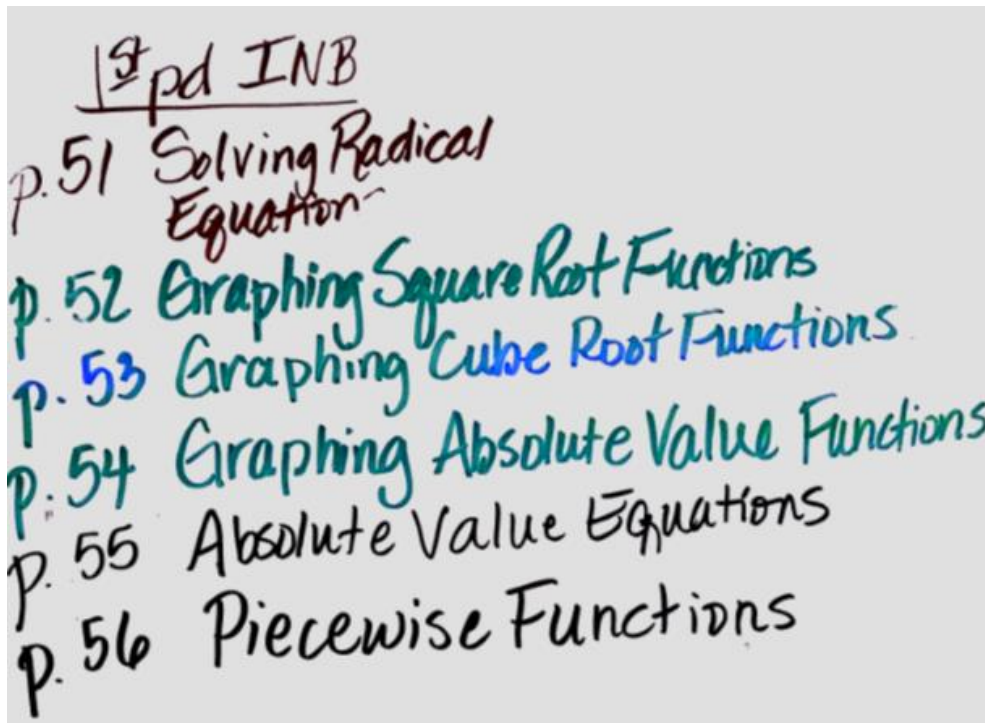 1st pd INB
p. 51 Solving Radical
Equation
p. 52 Graphing Square Root Functions
p. 53 Graphing Cube Root Functions
p. 54 Graphing Absolute Value Functions
p. 55 Absolute Value Equations
p. 56 Piecewise Functions